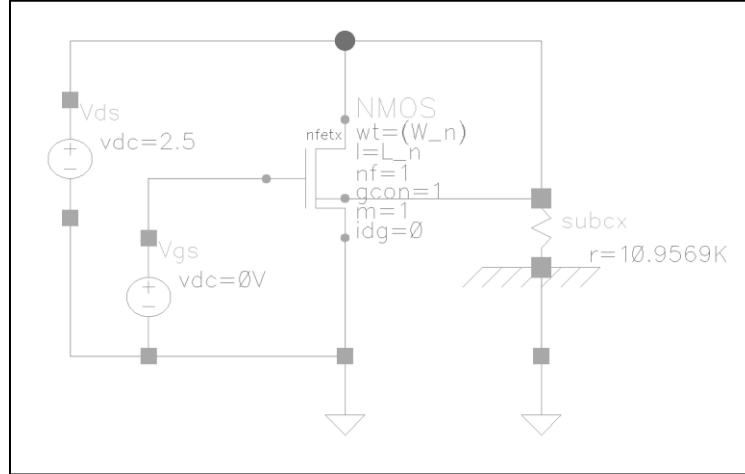 Vds
vdc=2.5
nfetx
NMOS
wt=(W_n)
l=L_n
nf=1
gcon=1
m=1
idg=0
Vgs
vdc=0V
subcx
r=10.9569K